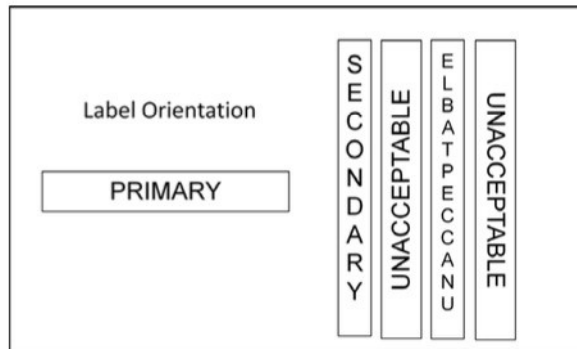 Label Orientation
PRIMARY
SECONDARY
UNACCEPTABLE
ELBATPECCANU
UNACCEPTABLE